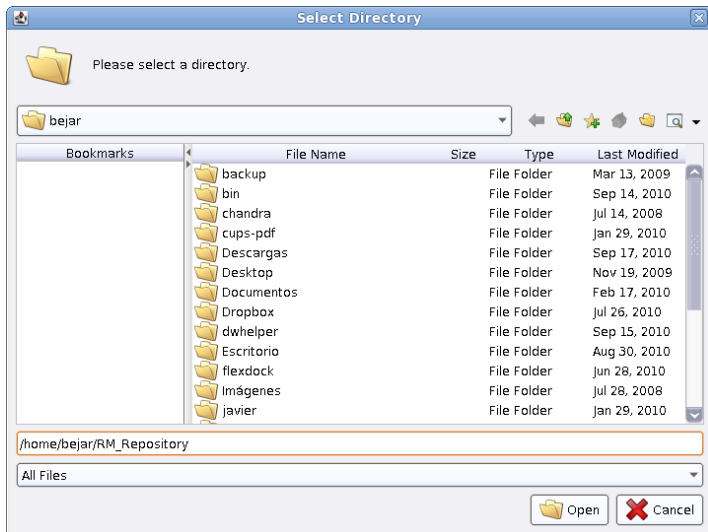 Select Directory
Please select a directory.
bejar
Bookmarks File Name Size Type Last Modified
backup File Folder Mar 13, 2009
bin File Folder Sep 14, 2010
chandra File Folder Jul 14, 2008
cups-pdf File Folder Jan 29, 2010
Descargas File Folder Sep 17, 2010
Desktop File Folder Nov 19, 2009
Documentos File Folder Feb 17, 2010
Dropbox File Folder Jul 26, 2010
dwhelper File Folder Sep 15, 2010
Escritorio File Folder Aug 30, 2010
flexdock File Folder Jun 28, 2010
Imágenes File Folder Jul 28, 2008
javier File Folder Jan 29, 2010
/home/bejar/RM_Repository
All Files
Open Cancel